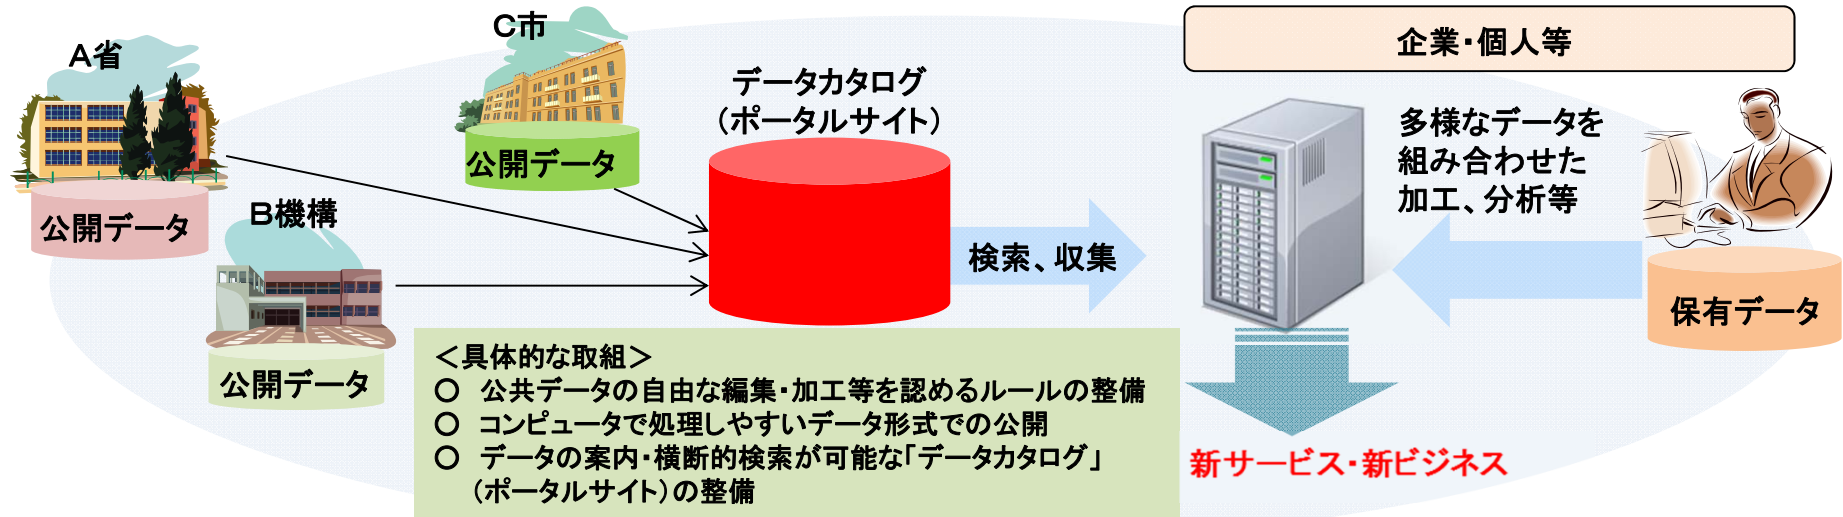 A省
公開データ
B機構
公開データ
C市
公開データ
データカタログ
(ポータルサイト)
検索、収集
企業・個人等
多様なデータを
組み合わせた
加工、分析等
保有データ
<具体的な取組>
○ 公共データの自由な編集・加工等を認めるルールの整備
○ コンピュータで処理しやすいデータ形式での公開
○ データの案内・横断的検索が可能な「データカタログ」
(ポータルサイト)の整備
新サービス・新ビジネス